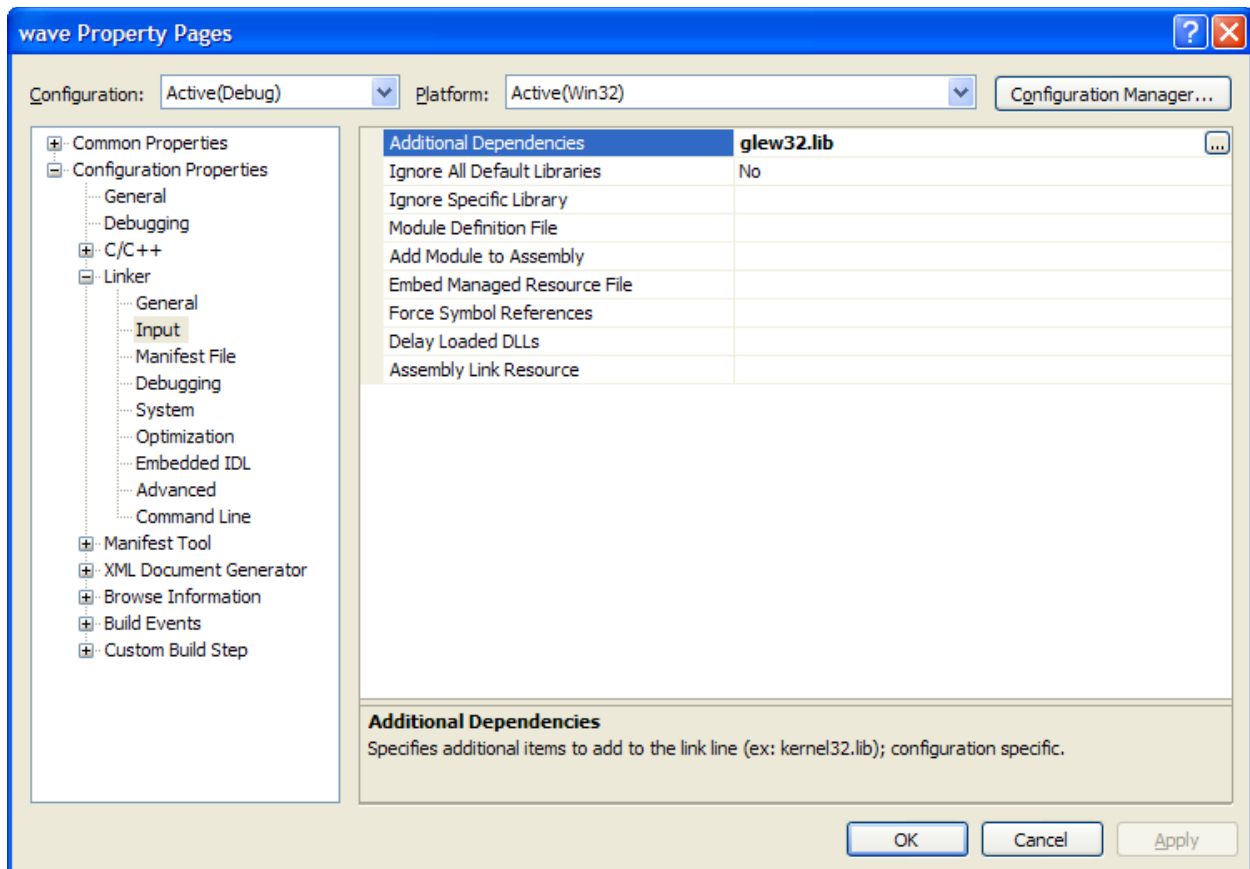 wave Property Pages
Configuration: Active(Debug) Platform: Active(Win32) Configuration Manager...
Common Properties
Configuration Properties
General
Debugging
C/C++
Linker
General
Input
Manifest File
Debugging
System
Optimization
Embedded IDL
Advanced
Command Line
Manifest Tool
XML Document Generator
Browse Information
Build Events
Custom Build Step
Additional Dependencies glew32.lib ...
Ignore All Default Libraries No
Ignore Specific Library
Module Definition File
Add Module to Assembly
Embed Managed Resource File
Force Symbol References
Delay Loaded DLLs
Assembly Link Resource
Additional Dependencies
Specifies additional items to add to the link line (ex: kernel32.lib); configuration specific.
OK Cancel Apply